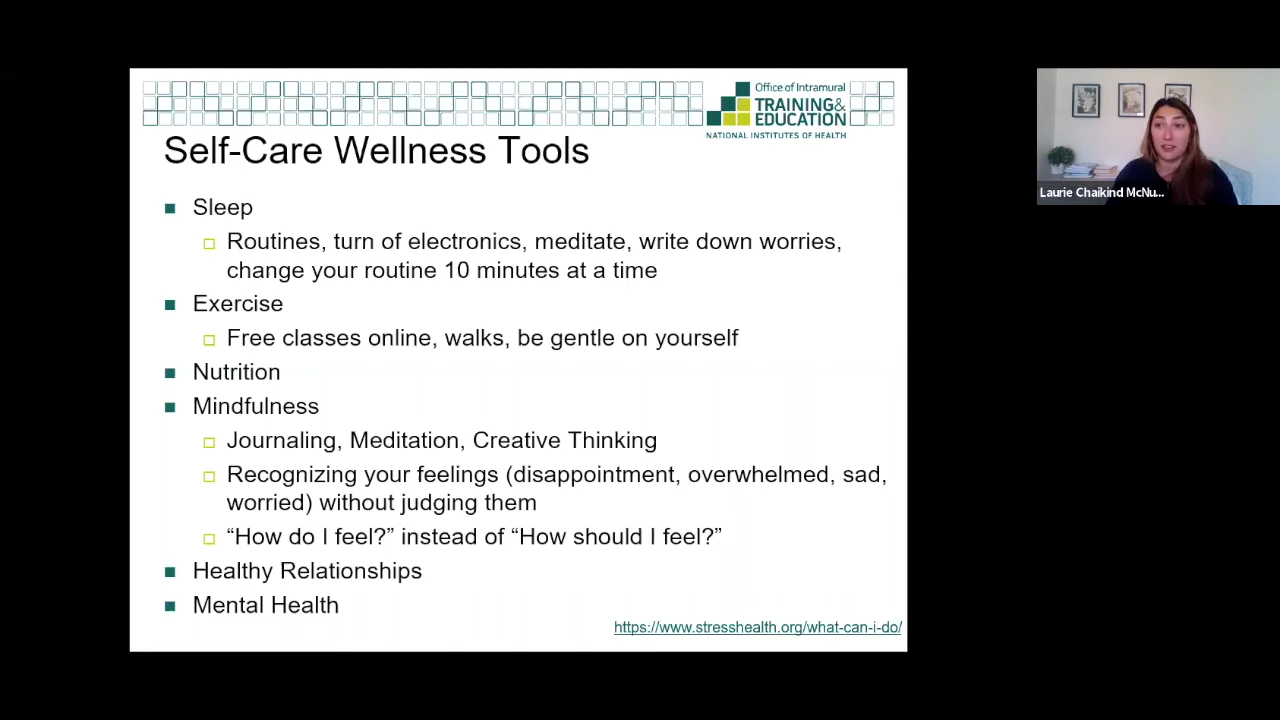 Office of Intramural
TRAINING&
EDUCATION
NATIONAL INSTITUTES OF HEALTH
Self-Care Wellness Tools
Sleep
Routines, turn of electronics, meditate, write down worries,
change your routine 10 minutes at a time
Exercise
Free classes online, walks, be gentle on yourself
Nutrition
Mindfulness
Journaling, Meditation, Creative Thinking
Recognizing your feelings (disappointment, overwhelmed, sad,
worried) without judging them
“How do I feel?” instead of “How should I feel?”
Healthy Relationships
Mental Health
https://www.stresshealth.org/what-can-i-do/
Laurie Chaikind McNu...